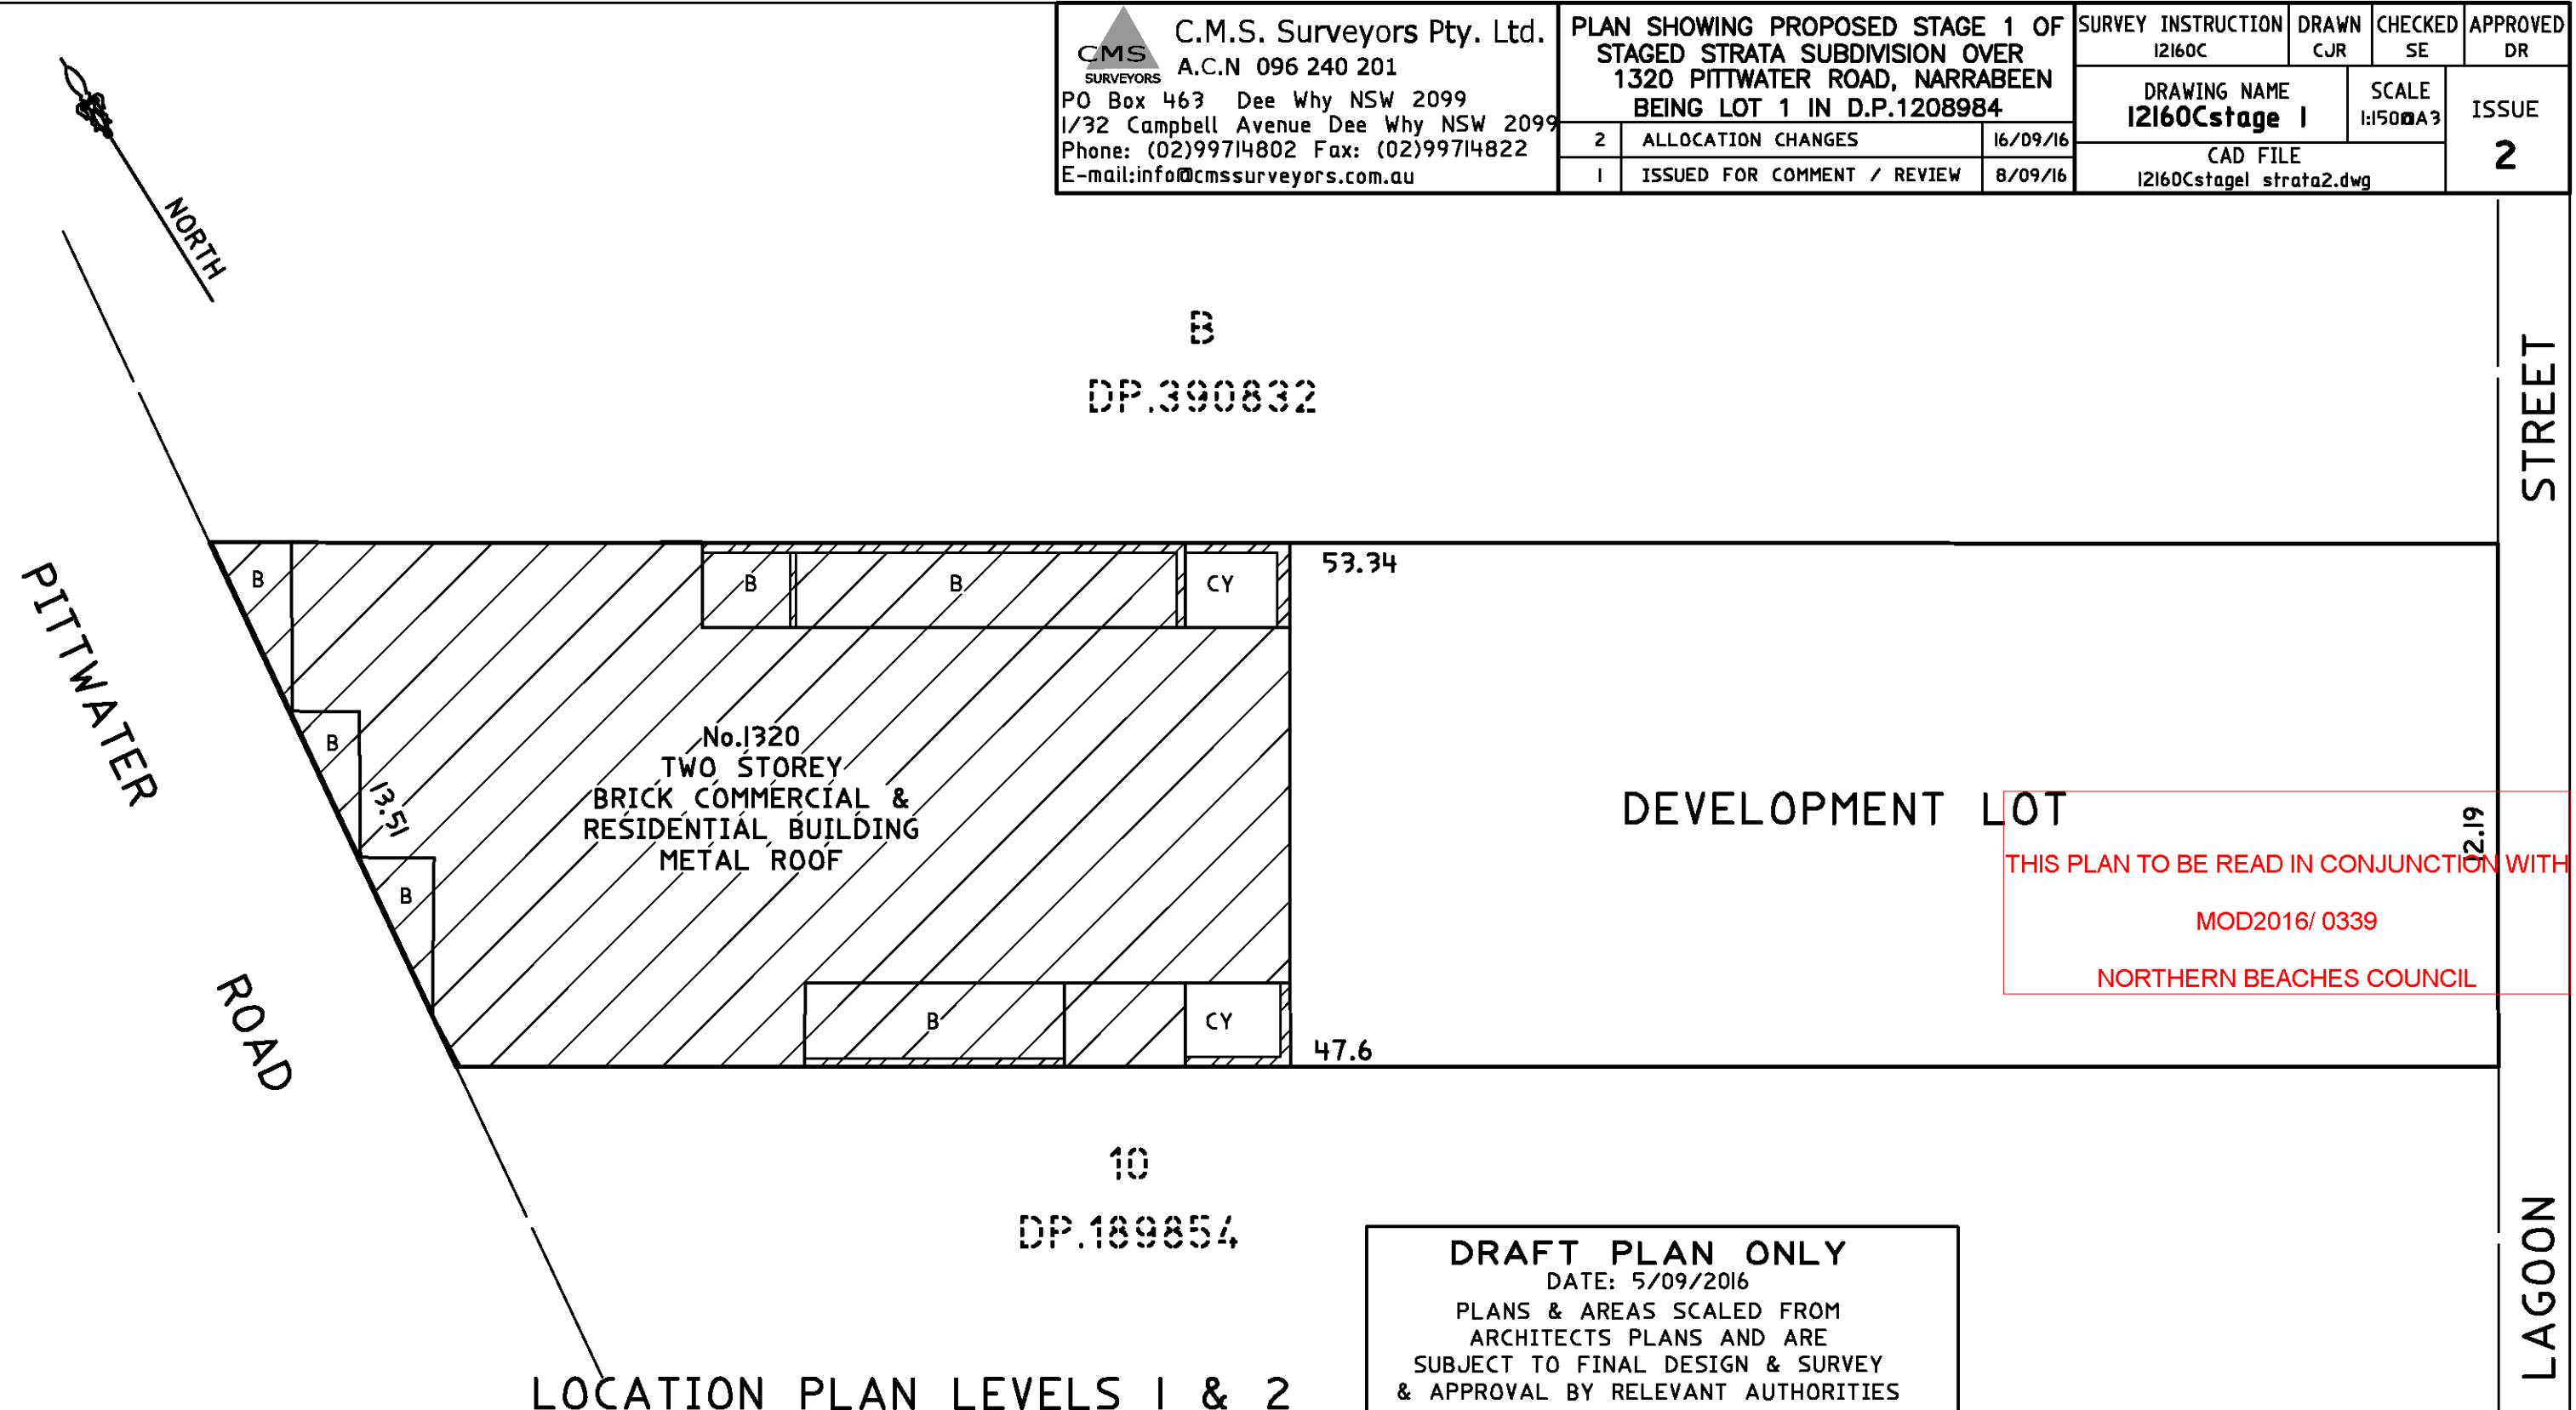 CMS
SURVEYORS
C.M.S. Surveyors Pty. Ltd.
A.C.N 096 240 201
PO Box 463 Dee Why NSW 2099
1/32 Campbell Avenue Dee Why NSW 2099
Phone: (02)99714802 Fax: (02)99714822
E-mail:info@cmssurveyors.com.au
PLAN SHOWING PROPOSED STAGE 1 OF
STAGED STRATA SUBDIVISION OVER
1320 PITTWATER ROAD, NARRABEEN
BEING LOT 1 IN D.P.1208984
2 ALLOCATION CHANGES 16/09/16
1 ISSUED FOR COMMENT / REVIEW 8/09/16
SURVEY INSTRUCTION
12160C
DRAWN
CJR
CHECKED
SE
APPROVED
DR
DRAWING NAME
12160Cstage 1
SCALE
1:150@A3
ISSUE
2
CAD FILE
12160Cstage1 strata2.dwg
NORTH
B
DP.390832
STREET
PITTWATER
ROAD
B
B
B
CY
53.34
B
13.51
B
No.1320
TWO STOREY
BRICK COMMERCIAL &
RESIDENTIAL BUILDING
METAL ROOF
DEVELOPMENT LOT
12.19
THIS PLAN TO BE READ IN CONJUNCTION WITH
MOD2016/ 0339
NORTHERN BEACHES COUNCIL
B
CY
47.6
10
DP.189854
LAGOON
DRAFT PLAN ONLY
DATE: 5/09/2016
PLANS & AREAS SCALED FROM
ARCHITECTS PLANS AND ARE
SUBJECT TO FINAL DESIGN & SURVEY
& APPROVAL BY RELEVANT AUTHORITIES
LOCATION PLAN LEVELS 1 & 2